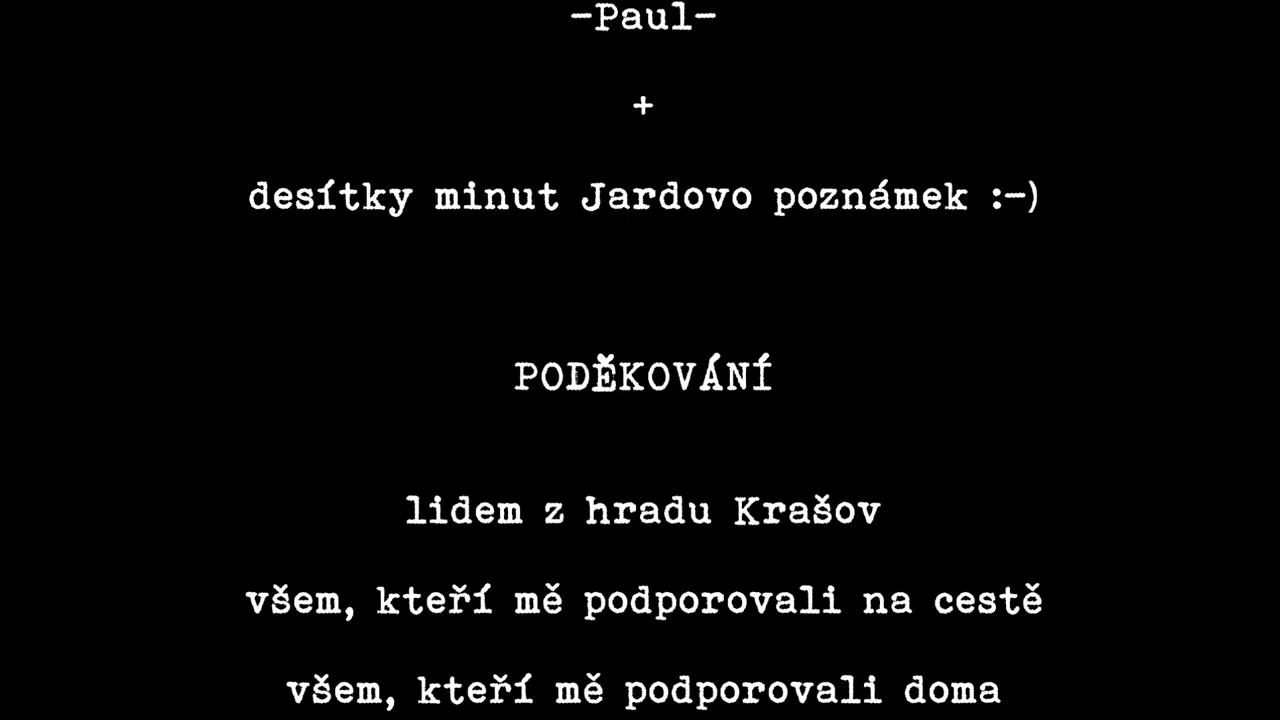 -Paul-
+
desítky minut Jardovo poznámek :-)
PODĚKOVÁNÍ
lidem z hradu Krašov
všem, kteří mě podporovali na cestě
všem, kteří mě podporovali doma